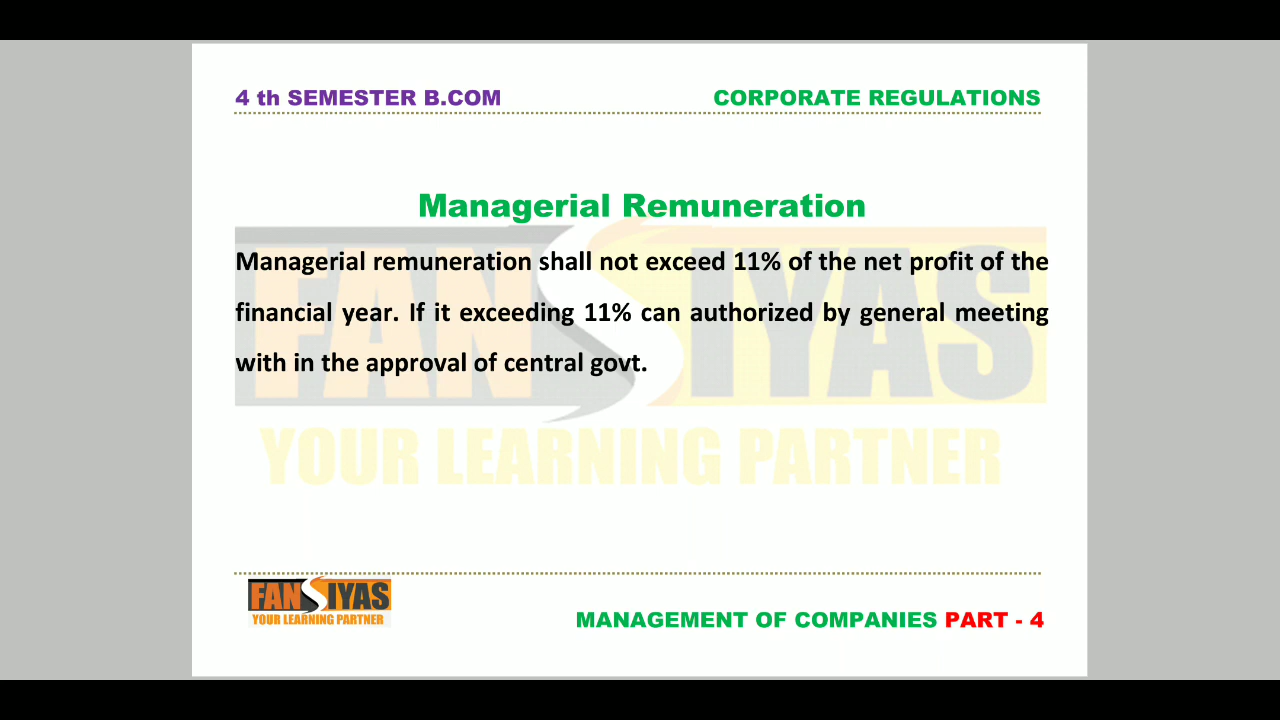 4 th SEMESTER B.COM
CORPORATE REGULATIONS
Managerial Remuneration
Managerial remuneration shall not exceed 11% of the net profit of the
financial year. If it exceeding 11% can authorized by general meeting
with in the approval of central govt.
FANSIYAS
YOUR LEARNING PARTNER
FANSIYAS
YOUR LEARNING PARTNER
MANAGEMENT OF COMPANIES PART - 4